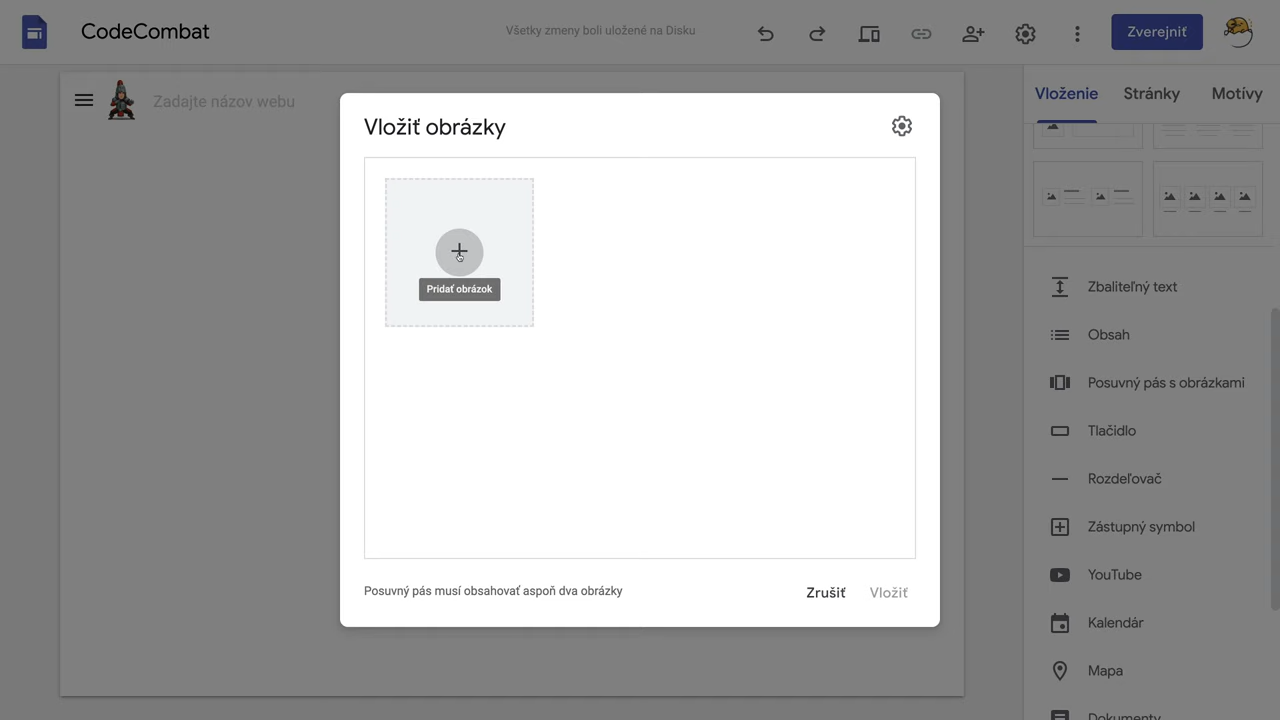 CodeCombat
Všetky zmeny boli uložené na Disku
Zverejniť
Zadajte názov webu
Vložiť obrázky
Pridať obrázok
Posuvný pás musí obsahovať aspoň dva obrázky
Zrušiť
Vložiť
Vloženie
Stránky
Motívy
Zbaliteľný text
Obsah
Posuvný pás s obrázkami
Tlačidlo
Rozdeľovač
Zástupný symbol
YouTube
Kalendár
Mapa
Dokumenty